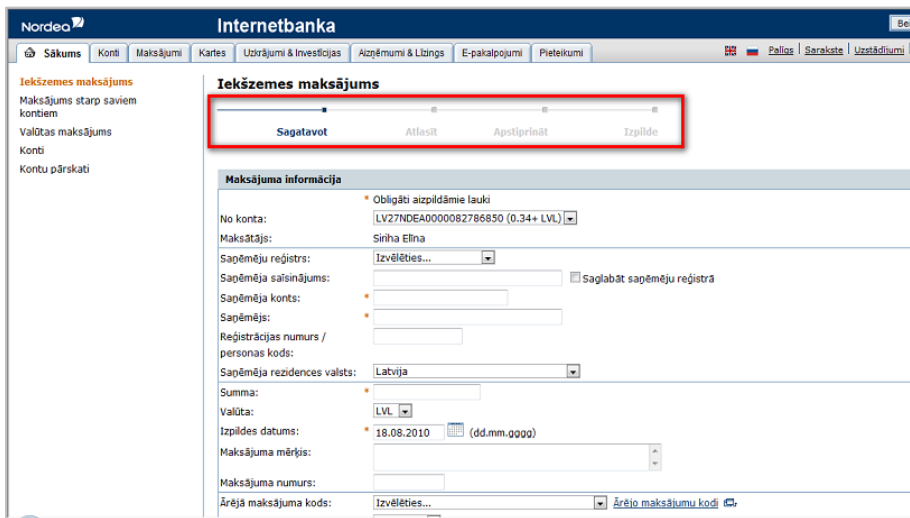 Nordea Internetbanka
Sākums Konti Maksājumi Kartes Uzkrājumi & Investīcijas Aizņēmumi & Līzings E-pakalpojumi Pieteikumi Palīgs Sarakste Uzstādījumi
Iekšzemes maksājums
Maksājums starp saviem
kontiem
Valūtas maksājums
Konti
Kontu pārskati
Iekšzemes maksājums
Sagatavot Atlasīt Apstiprināt Izpilde
Maksājuma informācija
* Obligāti aizpildāmie lauki
No konta: LV27NDEA0000082786850 (0.34+ LVL)
Maksātājs: Siriha Elīna
Saņēmēju reģistrs: Izvēlēties...
Saņēmēja saīsinājums: Saglabāt saņēmēju reģistrā
Saņēmēja konts: *
Saņēmējs: *
Reģistrācijas numurs /
personas kods:
Saņēmēja rezidences valsts: Latvija
Summa: *
Valūta: LVL
Izpildes datums: * 18.08.2010 (dd.mm.gggg)
Maksājuma mērķis:
Maksājuma numurs:
Ārējā maksājuma kods: Izvēlēties... Ārējo maksājumu kodi